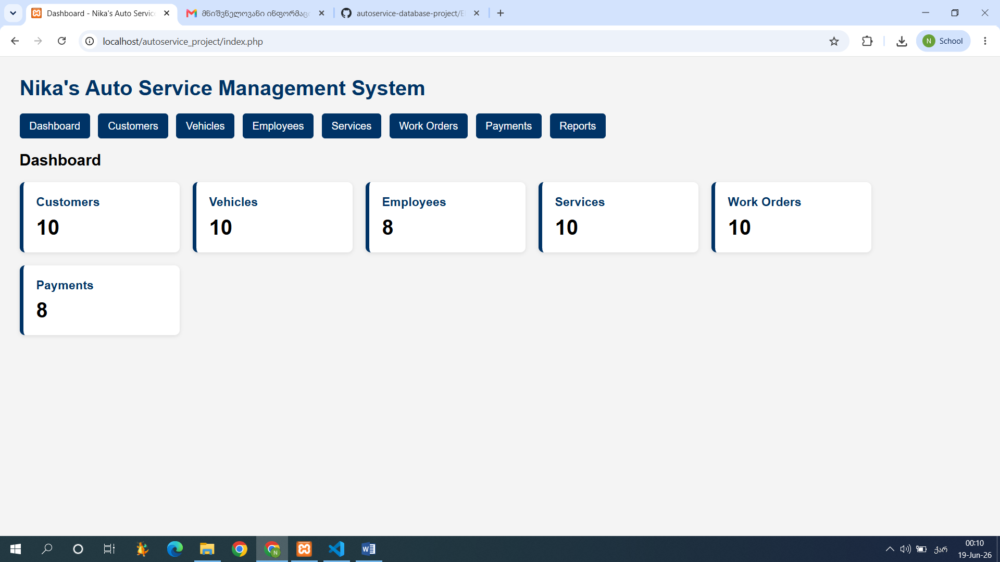 Dashboard - Nika's Auto Servic
მნიშვნელოვანი ინფორმაც
autoservice-database-project/E
localhost/autoservice_project/index.php
N School
Nika's Auto Service Management System
Dashboard Customers Vehicles Employees Services Work Orders Payments Reports
Dashboard
Customers Vehicles Employees Services Work Orders
10 10 8 10 10
Payments
8
N
W
ქარ
00:10
19-Jun-26